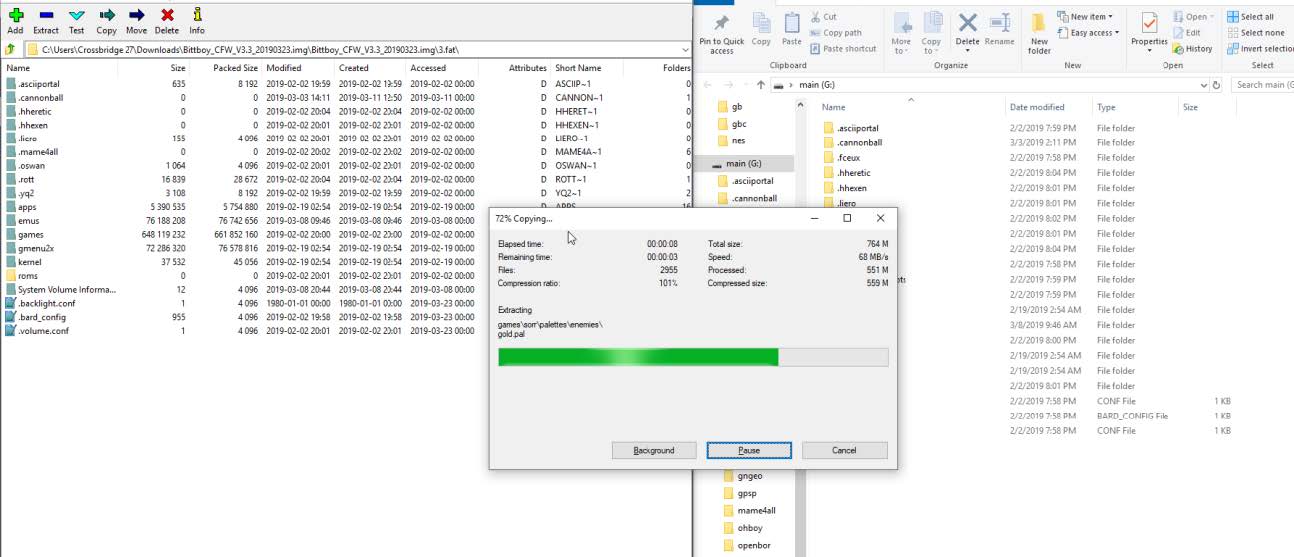 Add Extract Test Copy Move Delete Info
C:\Users\Crossbridge 27\Downloads\Bittboy_CFW_V3.3_20190323.img\Bittboy_CFW_V3.3_20190323.img\3.fat\
Name Size Packed Size Modified Created Accessed Attributes Short Name Folders
.asciiportal 635 8 192 2019-02-02 19:59 2019-02-02 19:59 2019-02-02 00:00 D ASCIIP~1 0
.cannonball 0 0 2019-03-03 14:11 2019-03-11 12:50 2019-03-11 00:00 D CANNON~1 1
.hheretic 0 0 2019-02-02 20:04 2019-02-02 20:04 2019-02-02 00:00 D HHERET~1 0
.hhexen 0 0 2019-02-02 20:01 2019-02-02 20:01 2019-02-02 00:00 D HHEXEN~1 0
.liero 155 4 096 2019-02-02 20:01 2019-02-02 20:01 2019-02-02 00:00 D LIERO~1 0
.mame4all 0 0 2019-02-02 20:02 2019-02-02 20:02 2019-02-02 00:00 D MAME4A~1 6
.oswan 1 064 4 096 2019-02-02 20:01 2019-02-02 20:01 2019-02-02 00:00 D OSWAN~1 0
.rott 16 839 28 672 2019-02-02 20:04 2019-02-02 20:04 2019-02-02 00:00 D ROTT~1 1
.yq2 3 108 8 192 2019-02-02 19:59 2019-02-02 19:59 2019-02-02 00:00 D YQ2~1 2
apps 5 390 535 5 754 880 2019-02-19 02:54 2019-02-19 02:54 2019-02-19 00:00 D APPS 16
emus 76 188 208 76 742 656 2019-03-08 09:46 2019-03-08 09:46 2019-03-08 00:00
games 648 119 232 661 852 160 2019-02-02 20:00 2019-02-02 20:00 2019-02-02 00:00
gmenu2x 72 286 320 76 578 816 2019-02-19 02:54 2019-02-19 02:54 2019-02-19 00:00
kernel 37 532 45 056 2019-02-19 02:54 2019-02-19 02:54 2019-02-19 00:00
roms 0 0 2019-02-02 20:01 2019-02-02 20:01 2019-02-02 00:00
System Volume Informa... 12 4 096 2019-03-08 20:44 2019-03-08 20:44 2019-03-08 00:00
.backlight.conf 1 4 096 1980-01-01 00:00 1980-01-01 00:00 2019-03-23 00:00
.bard_config 955 4 096 2019-02-02 19:58 2019-02-02 19:58 2019-03-23 00:00
.volume.conf 1 4 096 2019-02-02 20:01 2019-02-02 20:01 2019-03-23 00:00
72% Copying...
Elapsed time: 00:00:08 Total size: 764 M
Remaining time: 00:00:03 Speed: 68 MB/s
Files: 2955 Processed: 551 M
Compression ratio: 101% Compressed size: 559 M
Extracting
games\sorr\palettes\enemies\
gold.pal
Background Pause Cancel
Pin to Quick access Copy Paste Cut
Copy path
Paste shortcut
Clipboard
Move to Copy to Delete Rename
Organize
New folder New item
Easy access
New
Properties Open
Edit
History
Open
Select all
Select none
Invert selection
Select
main (G:) Search main (G:
gb
gbc
nes
main (G:)
.asciiportal
.cannonball
gngeo
gpsp
mame4all
ohboy
openbor
Name Date modified Type Size
.asciiportal 2/2/2019 7:59 PM File folder
.cannonball 3/3/2019 2:11 PM File folder
.fceux 2/2/2019 7:58 PM File folder
.hheretic 2/2/2019 8:04 PM File folder
.hhexen 2/2/2019 8:01 PM File folder
.liero 2/2/2019 8:01 PM File folder
2/2/2019 8:02 PM File folder
2/2/2019 8:01 PM File folder
2/2/2019 8:04 PM File folder
2/2/2019 7:58 PM File folder
2/2/2019 7:59 PM File folder
2/2/2019 7:59 PM File folder
2/19/2019 2:54 AM File folder
3/8/2019 9:46 AM File folder
2/2/2019 8:00 PM File folder
2/19/2019 2:54 AM File folder
2/19/2019 2:54 AM File folder
2/2/2019 8:01 PM File folder
2/2/2019 7:58 PM CONF File 1 KB
2/2/2019 7:58 PM BARD_CONFIG File 1 KB
2/2/2019 7:58 PM CONF File 1 KB